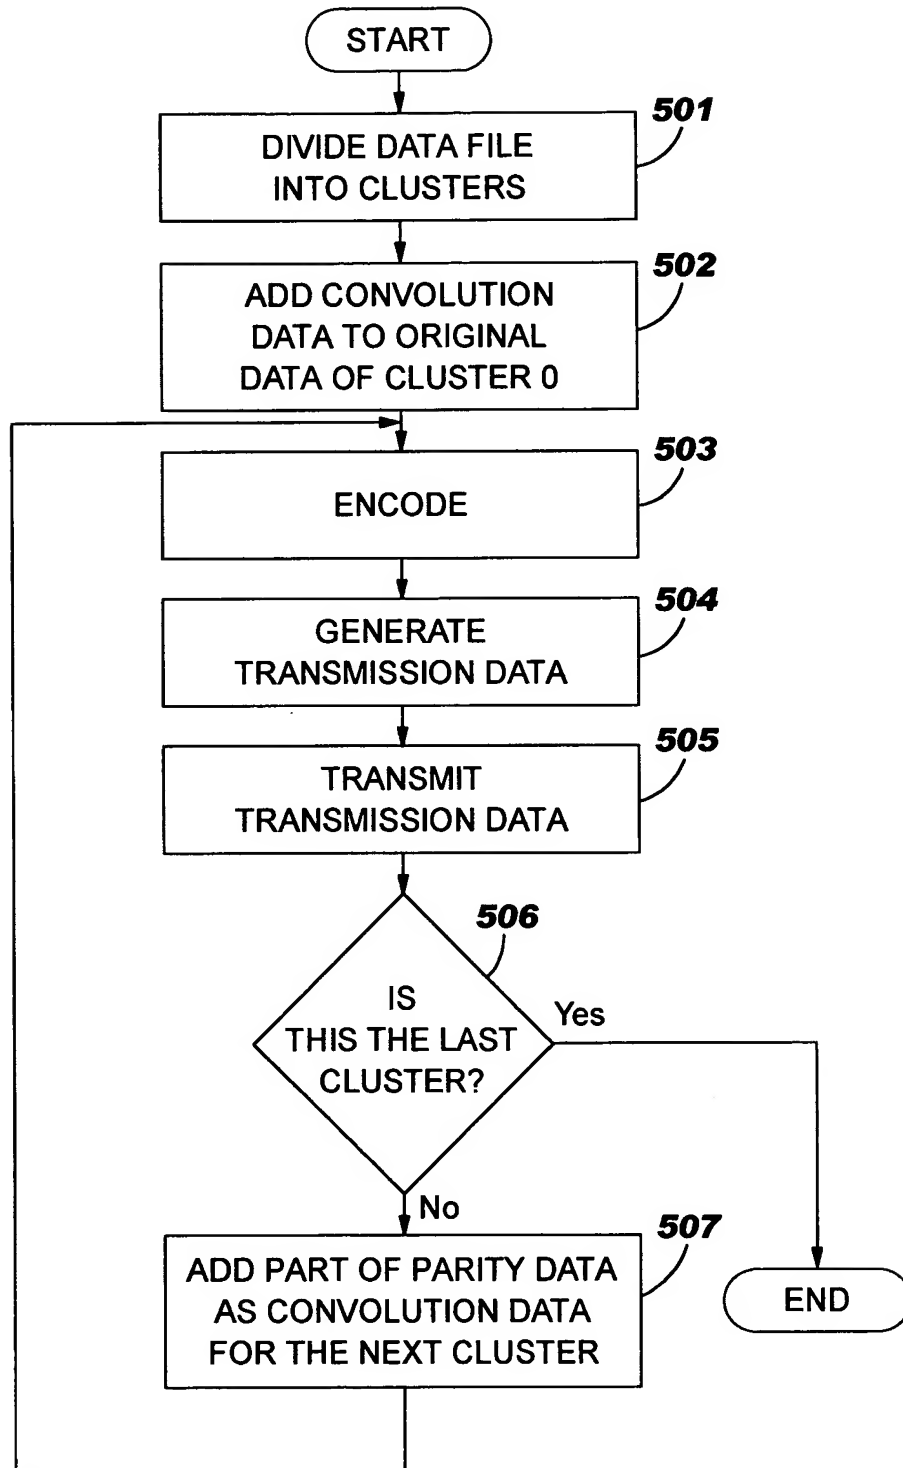 START
501
DIVIDE DATA FILE
INTO CLUSTERS
502
ADD CONVOLUTION
DATA TO ORIGINAL
DATA OF CLUSTER 0
503
ENCODE
504
GENERATE
TRANSMISSION DATA
505
TRANSMIT
TRANSMISSION DATA
506
IS
THIS THE LAST
CLUSTER?
Yes
No
507
ADD PART OF PARITY DATA
AS CONVOLUTION DATA
FOR THE NEXT CLUSTER
END